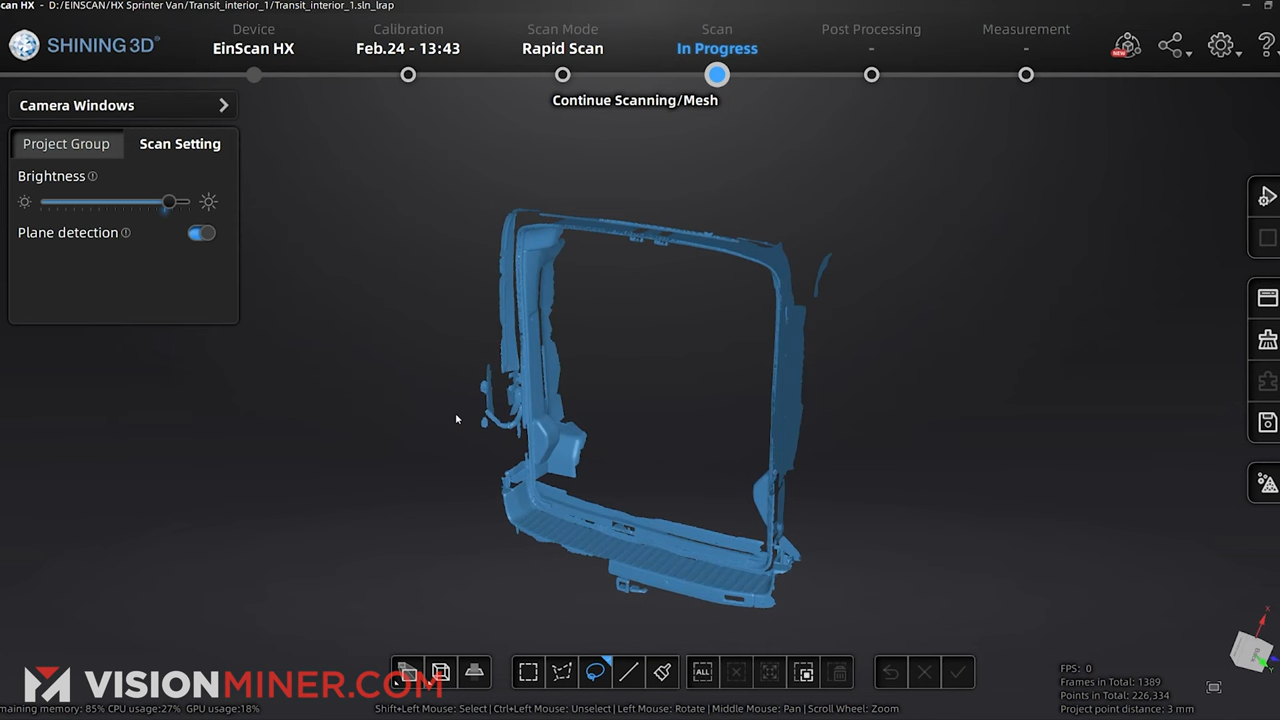 can HX - D:/EINSCAN/HX Sprinter Van/Transit_interior_1/Transit_interior_1.sln_lrap
SHINING 3D®
Device
EinScan HX
Calibration
Feb.24 - 13:43
Scan Mode
Rapid Scan
Scan
In Progress
Post Processing
-
Measurement
-
NEW
Continue Scanning/Mesh
Camera Windows
Project Group
Scan Setting
Brightness
Plane detection
ALL
VISIONMINER.COM
FPS: 0
Frames in Total: 1389
Points in Total: 226,334
Project point distance: 3 mm
emaining memory: 85% CPU usage:27% GPU usage:18%
Shift+Left Mouse: Select | Ctrl+Left Mouse: Unselect | Left Mouse: Rotate | Middle Mouse: Pan | Scroll Wheel: Zoom